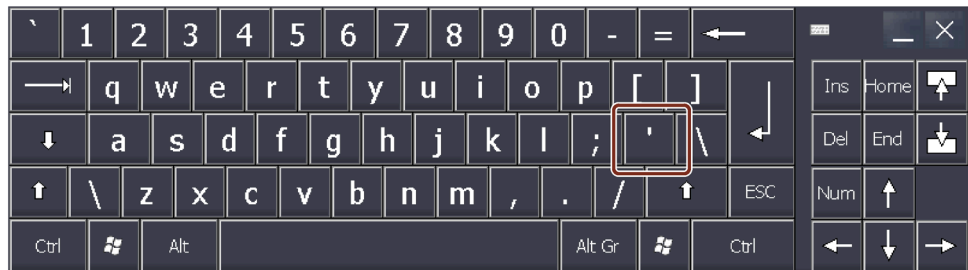 ` 1 2 3 4 5 6 7 8 9 0 - =
q w e r t y u i o p [ ] Ins Home
a s d f g h j k l ; ' \ Del End
\ z x c v b n m , . / ESC Num
Ctrl Alt Alt Gr Ctrl